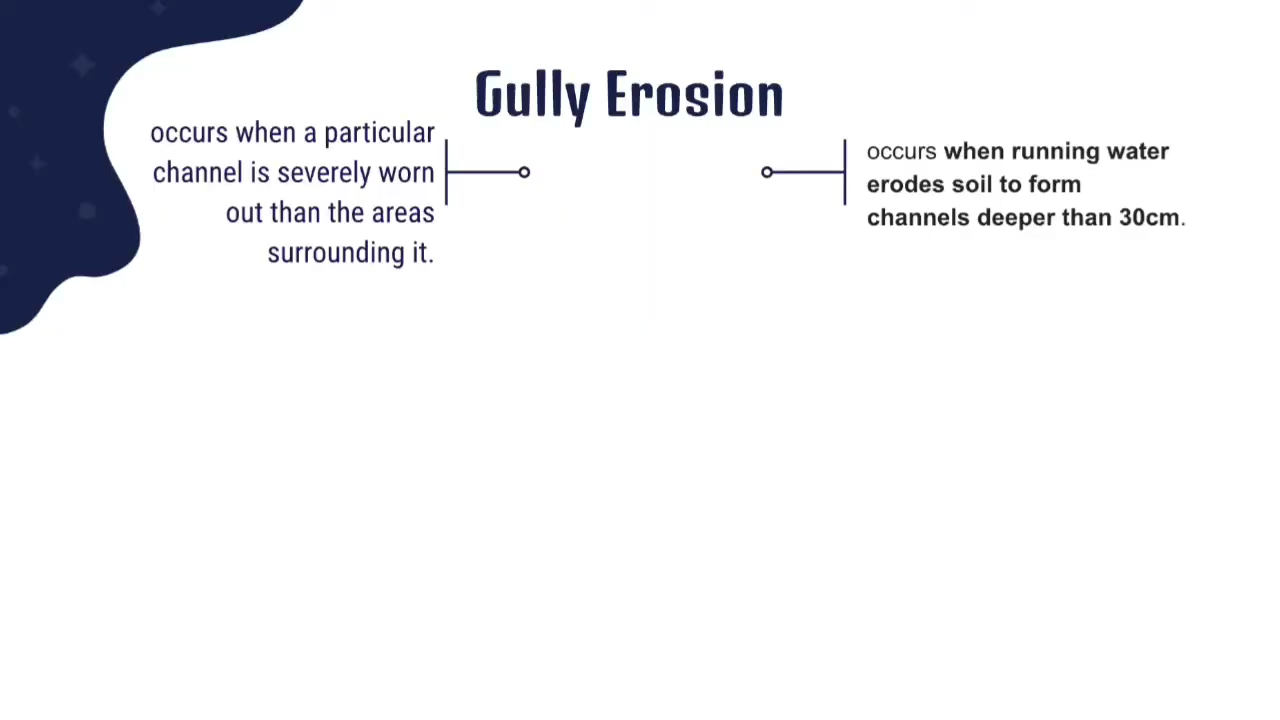 Gully Erosion
occurs when a particular
channel is severely worn
out than the areas
surrounding it.
occurs when running water
erodes soil to form
channels deeper than 30cm.